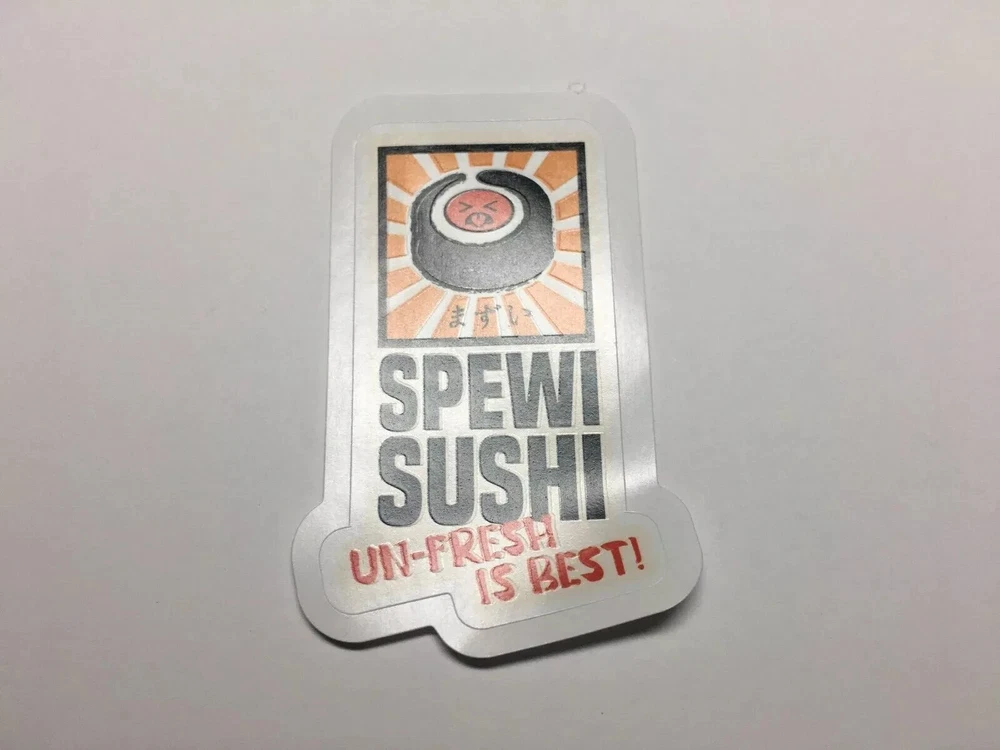 まずい
SPEWI
SUSHI
UN-FRESH
IS BEST!